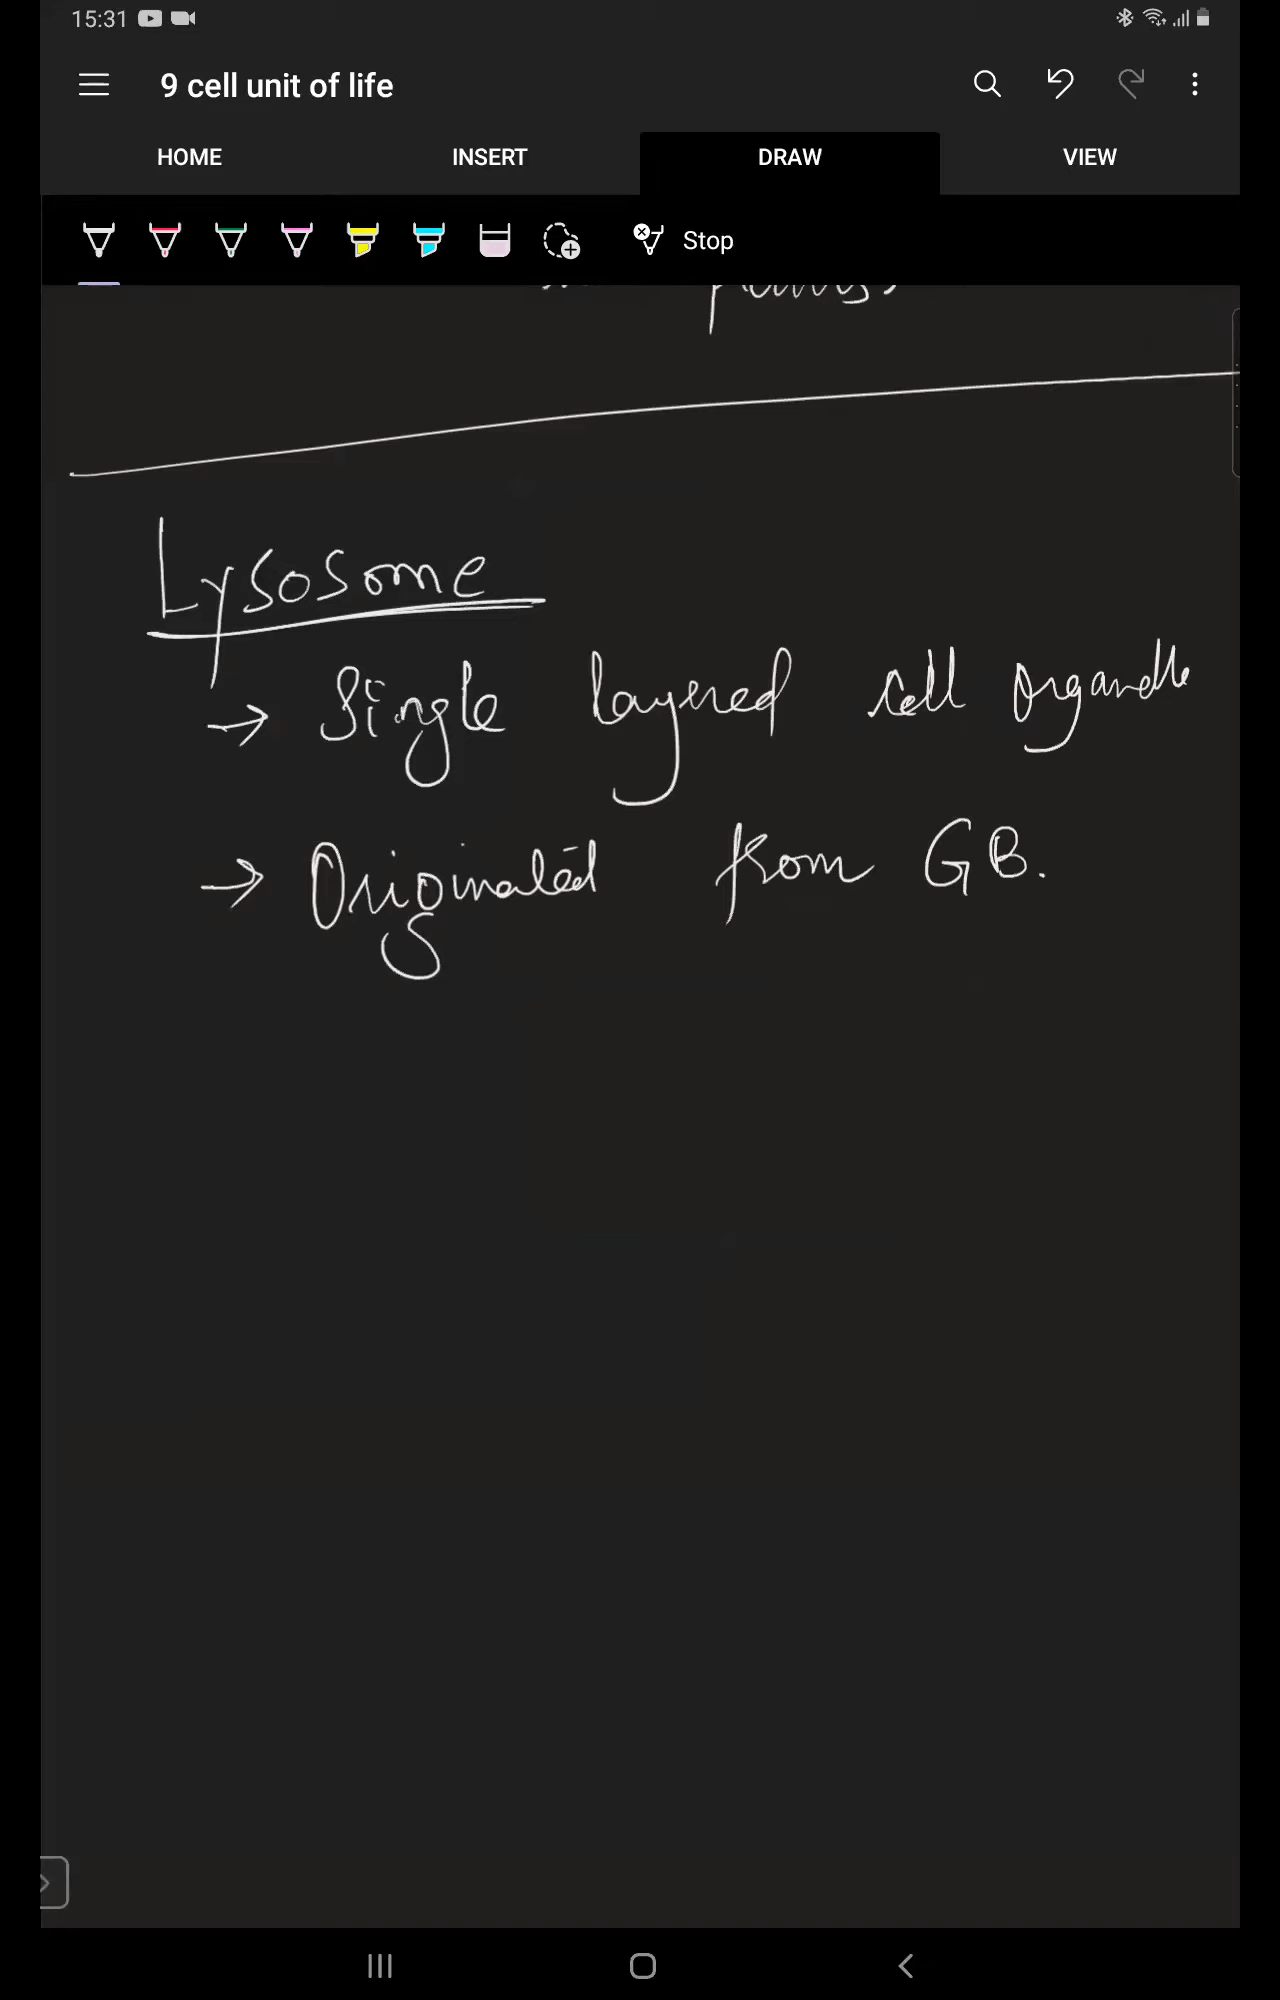 15:31
9 cell unit of life
HOME INSERT DRAW VIEW
Stop
Lysosome
→ Single layered cell organelle
→ Originated from GB.